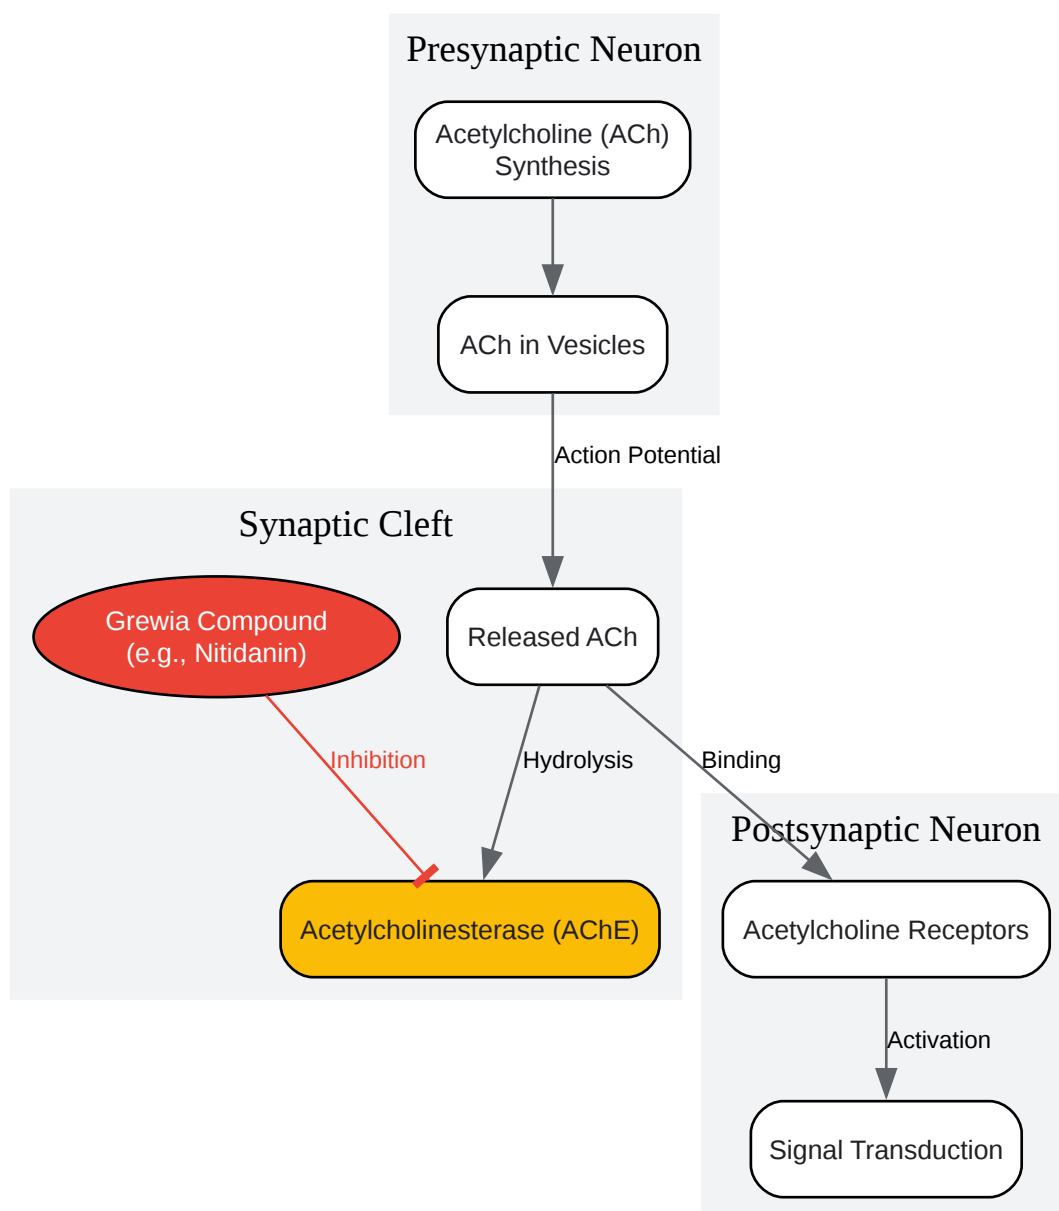 Presynaptic Neuron
Acetylcholine (ACh)
Synthesis
ACh in Vesicles
Action Potential
Synaptic Cleft
Grewia Compound
(e.g., Nitidanin)
Released ACh
Inhibition
Hydrolysis
Binding
Postsynaptic Neuron
Acetylcholinesterase (AChE)
Acetylcholine Receptors
Activation
Signal Transduction